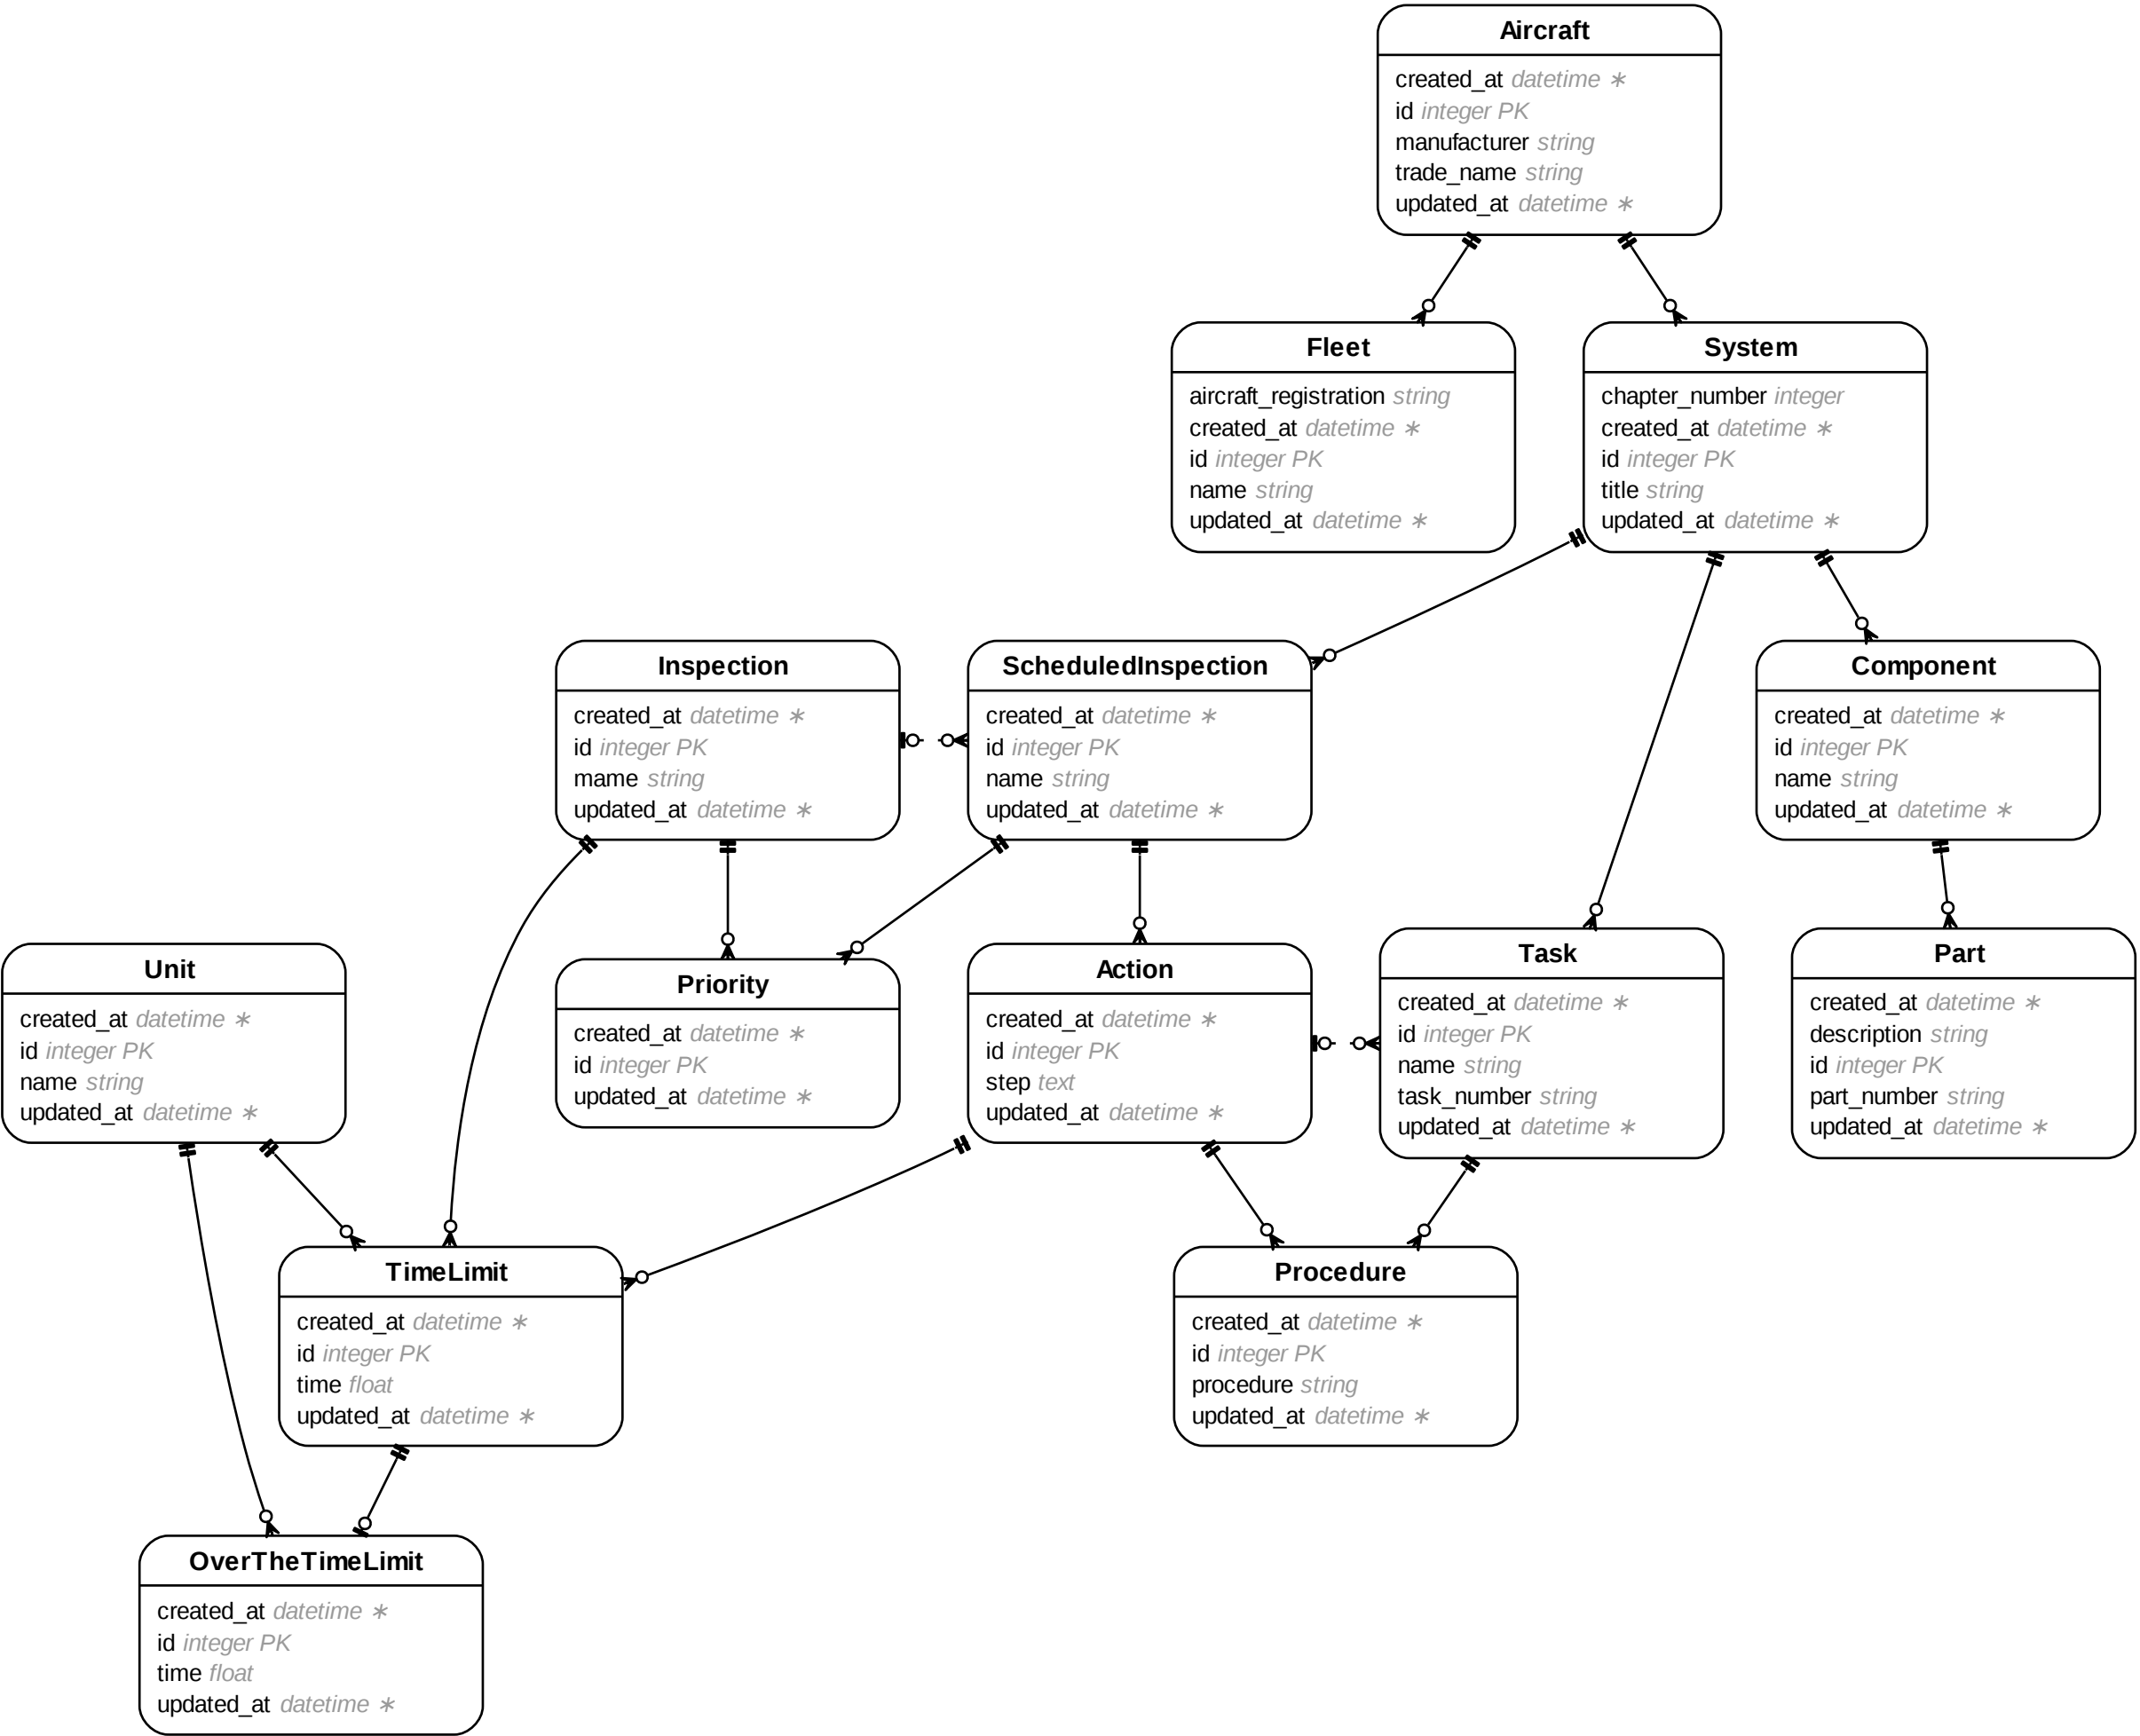 Aircraft
created_at datetime ∗
id integer PK
manufacturer string
trade_name string
updated_at datetime ∗
Fleet
aircraft_registration string
created_at datetime ∗
id integer PK
name string
updated_at datetime ∗
System
chapter_number integer
created_at datetime ∗
id integer PK
title string
updated_at datetime ∗
Inspection
created_at datetime ∗
id integer PK
mame string
updated_at datetime ∗
ScheduledInspection
created_at datetime ∗
id integer PK
name string
updated_at datetime ∗
Component
created_at datetime ∗
id integer PK
name string
updated_at datetime ∗
Unit
created_at datetime ∗
id integer PK
name string
updated_at datetime ∗
Priority
created_at datetime ∗
id integer PK
updated_at datetime ∗
Action
created_at datetime ∗
id integer PK
step text
updated_at datetime ∗
Task
created_at datetime ∗
id integer PK
name string
task_number string
updated_at datetime ∗
Part
created_at datetime ∗
description string
id integer PK
part_number string
updated_at datetime ∗
TimeLimit
created_at datetime ∗
id integer PK
time float
updated_at datetime ∗
Procedure
created_at datetime ∗
id integer PK
procedure string
updated_at datetime ∗
OverTheTimeLimit
created_at datetime ∗
id integer PK
time float
updated_at datetime ∗